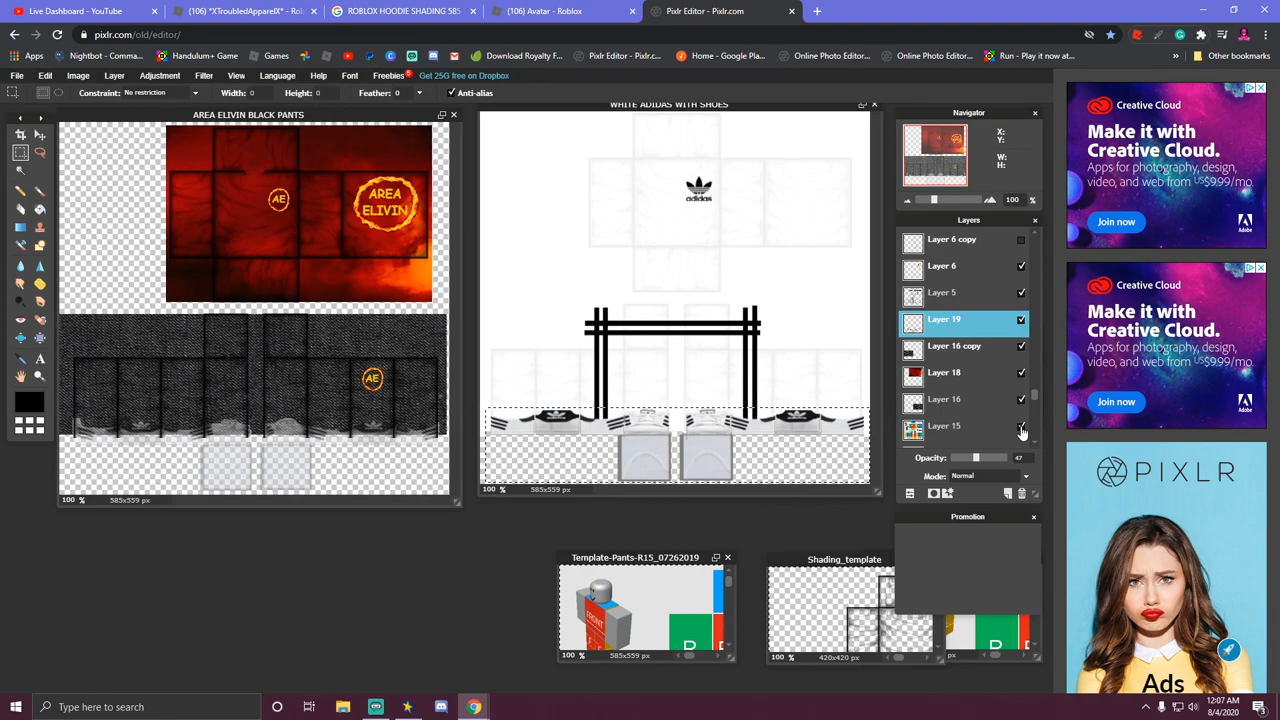 Live Dashboard - YouTube
(106) *XTroubledApparelX* - Rob
ROBLOX HOODIE SHADING 585
(106) Avatar - Roblox
Pixlr Editor - Pixlr.com
pixlr.com/old/editor/
Apps
Nightbot - Comma...
Handulum+ Game
Games
Download Royalty F...
Pixlr Editor - Pixlr.c...
Home - Google Pla...
Online Photo Editor...
Online Photo Editor...
Run - Play it now at...
Other bookmarks
File Edit Image Layer Adjustment Filter View Language Help Font Freebies 5 Get 25G free on Dropbox
Constraint: No restriction Width: 0 Height: 0 Feather: 0 Anti-alias
AREA ELIVIN BLACK PANTS
AE
AREA
ELIVIN
AE
100 % 585x559 px
WHITE ADIDAS WITH SHOES
adidas
100 % 585x559 px
Navigator
X:
Y:
W:
H:
100 %
Layers
Layer 6 copy
Layer 6
Layer 5
Layer 19
Layer 16 copy
Layer 18
Layer 16
Layer 15
Opacity: 47
Mode: Normal
Promotion
Template-Pants-R15_07262019
FRONT
R
100 % 585x559 px
Shading_template
100 % 420x420 px
R
px
Creative Cloud
Make it with
Creative Cloud.
Apps for photography, design,
video, and web from US$9.99/mo.
Join now
Adobe
Creative Cloud
Make it with
Creative Cloud.
Apps for photography, design,
video, and web from US$9.99/mo.
Join now
Adobe
PIXLR
Ads
Type here to search
12:07 AM
8/4/2020
3